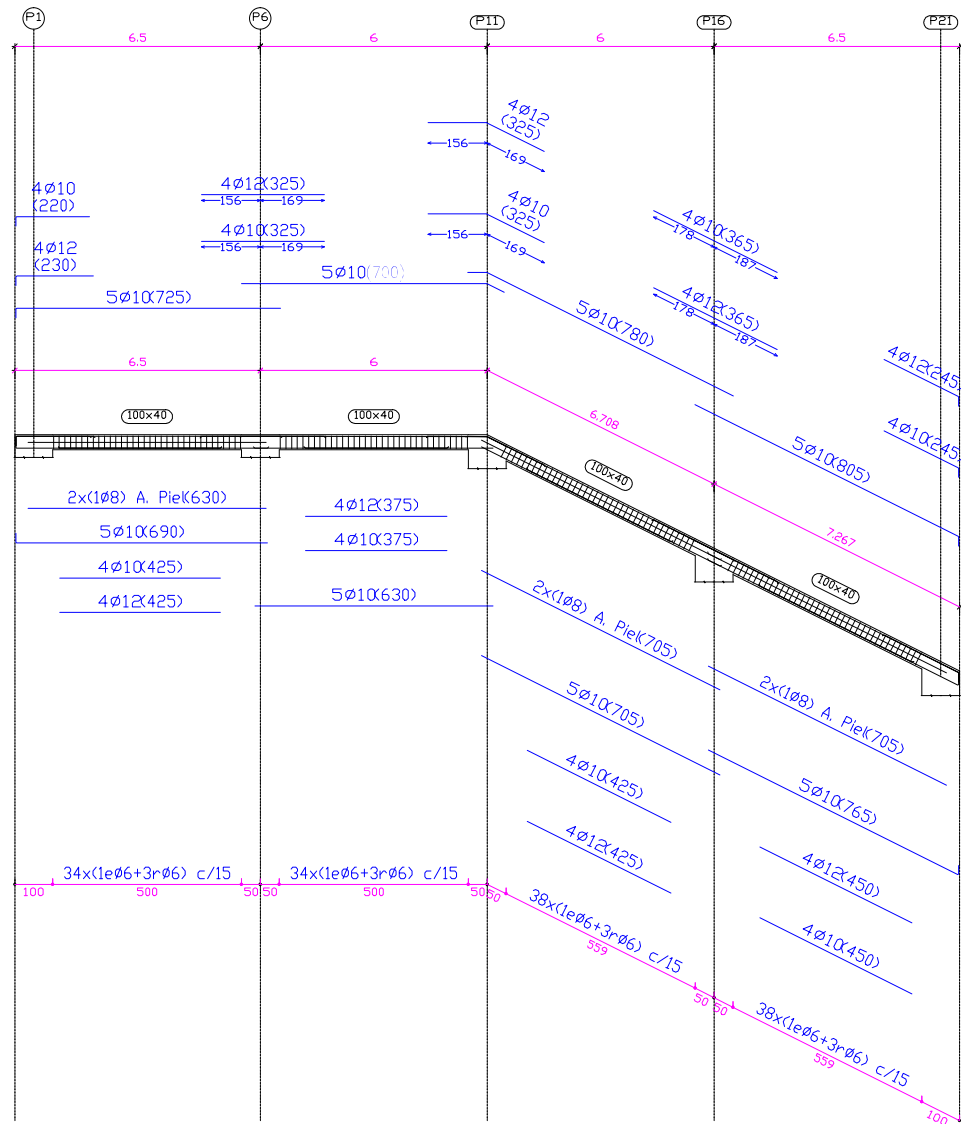 P1 P6 P11 P16 P21
6.5 6 6 6.5
4Ø12
(325)
156 169
4Ø10
(220)
4Ø12(325)
156 169
4Ø10
(325)
156 169
4Ø10(365)
178 187
4Ø10(325)
156 169
4Ø12
(230)
5Ø10(700)
5Ø10(725)
5Ø10(780)
4Ø12(365)
178 187
4Ø12(245)
4Ø10(245)
6.5 6
6.708
7.267
5Ø10(805)
100x40 100x40
100x40
100x40
2x(1Ø8) A. Piel(630)
5Ø10(690)
4Ø10(425)
4Ø12(425)
4Ø12(375)
4Ø10(375)
5Ø10(630)
2x(1Ø8) A. Piel(705)
5Ø10(705)
4Ø10(425)
4Ø12(425)
2x(1Ø8) A. Piel(705)
5Ø10(765)
4Ø12(450)
4Ø10(450)
34x(1eØ6+3rØ6) c/15
100 500 50
34x(1eØ6+3rØ6) c/15
50 500 50
38x(1eØ6+3rØ6) c/15
50 559 50
38x(1eØ6+3rØ6) c/15
50 559 100